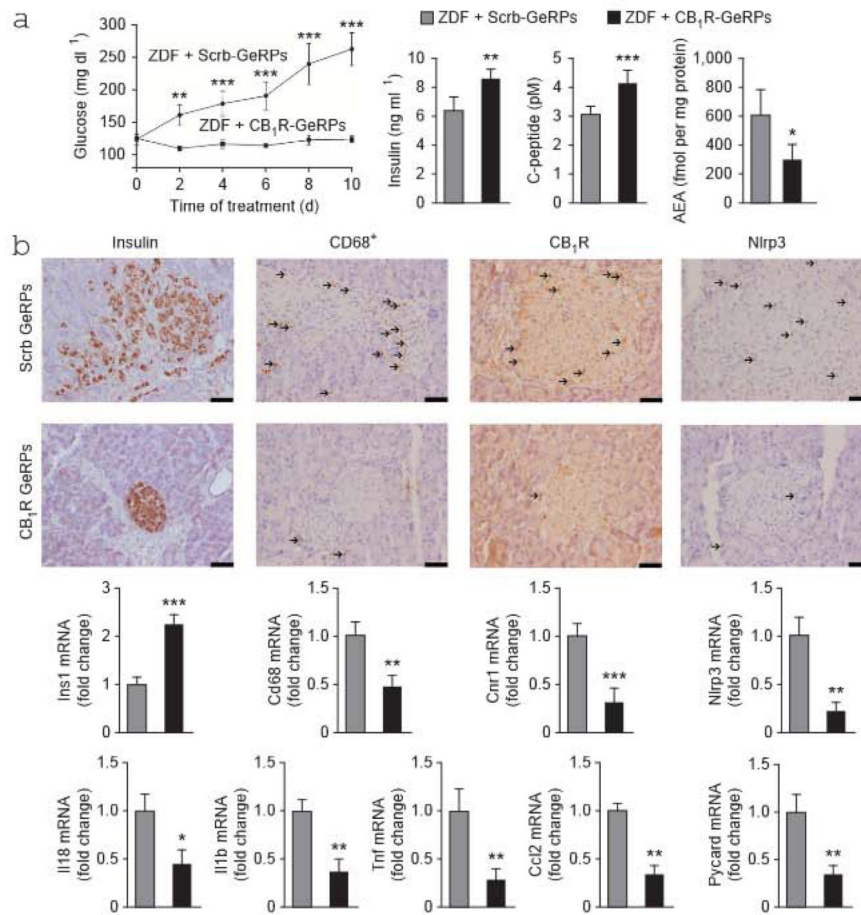 a
300
250
200
150
100
Glucose (mg dl⁻¹)
***
***
***
***
**
ZDF + Scrb-GeRPs
ZDF + CB₁R-GeRPs
0 2 4 6 8 10
Time of treatment (d)
ZDF + Scrb-GeRPs ZDF + CB₁R-GeRPs
10
8
6
4
2
0
Insulin (ng ml⁻¹)
**
5
4
3
2
1
0
C-peptide (pM)
***
1,000
800
600
400
200
0
AEA (fmol per mg protein)
*
b
Insulin CD68⁺ CB₁R Nlrp3
Scrb GeRPs
CB₁R GeRPs
3
2
1
0
Ins1 mRNA
(fold change)
***
1.5
1.0
0.5
0
Cd68 mRNA
(fold change)
**
1.5
1.0
0.5
0
Cnr1 mRNA
(fold change)
***
1.5
1.0
0.5
0
Nlrp3 mRNA
(fold change)
**
1.5
1.0
0.5
0
Il18 mRNA
(fold change)
*
1.5
1.0
0.5
0
Il1b mRNA
(fold change)
**
1.5
1.0
0.5
0
Tnf mRNA
(fold change)
**
1.5
1.0
0.5
0
Ccl2 mRNA
(fold change)
**
1.5
1.0
0.5
0
Pycard mRNA
(fold change)
**